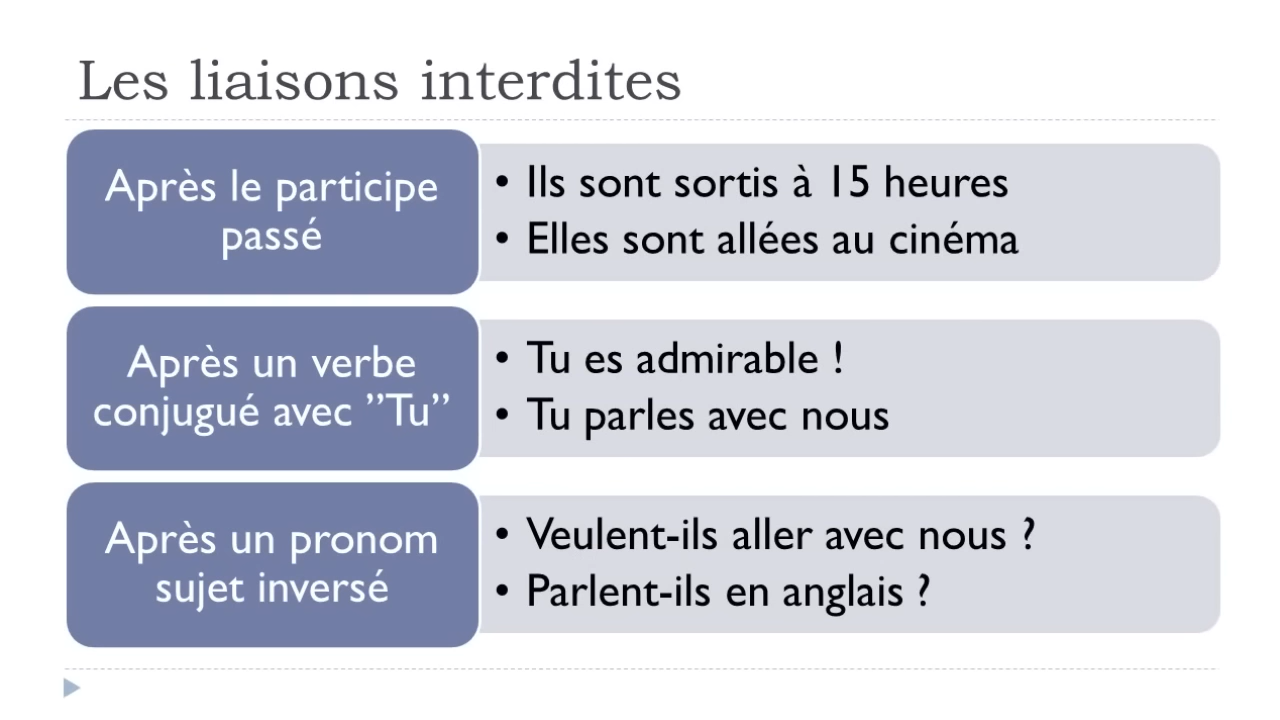 Les liaisons interdites
Après le participe
passé
• Ils sont sortis à 15 heures
• Elles sont allées au cinéma
Après un verbe
conjugué avec ”Tu”
• Tu es admirable !
• Tu parles avec nous
Après un pronom
sujet inversé
• Veulent-ils aller avec nous ?
• Parlent-ils en anglais ?